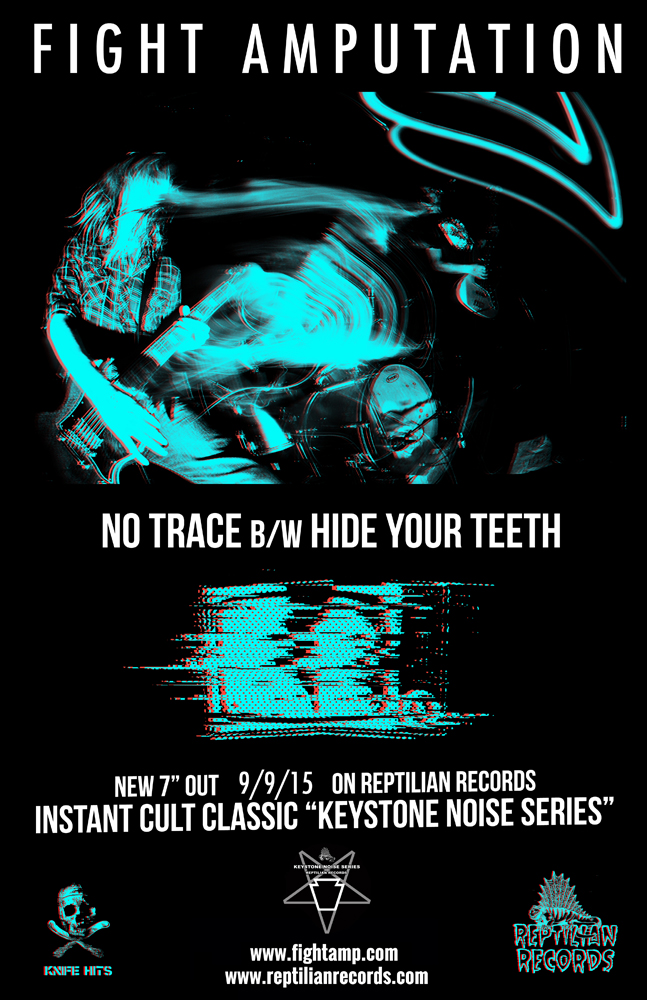 FIGHT AMPUTATION
NO TRACE B/W HIDE YOUR TEETH
NEW 7” OUT 9/9/15 ON REPTILIAN RECORDS
INSTANT CULT CLASSIC “KEYSTONE NOISE SERIES”
KEYSTONE NOISE SERIES
REPTILIAN RECORDS
KNIFE HITS
REPTILIAN
RECORDS
www.fightamp.com
www.reptilianrecords.com